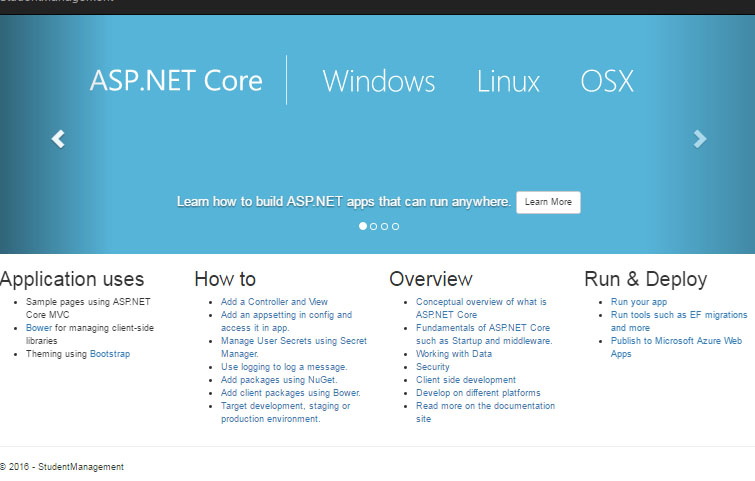 StudentManagement
ASP.NET Core
Windows
Linux
OSX
Learn how to build ASP.NET apps that can run anywhere.
Learn More
Application uses
Sample pages using ASP.NET
Core MVC
Bower for managing client-side
libraries
Theming using Bootstrap
How to
Add a Controller and View
Add an appsetting in config and
access it in app.
Manage User Secrets using Secret
Manager.
Use logging to log a message.
Add packages using NuGet.
Add client packages using Bower.
Target development, staging or
production environment.
Overview
Conceptual overview of what is
ASP.NET Core
Fundamentals of ASP.NET Core
such as Startup and middleware.
Working with Data
Security
Client side development
Develop on different platforms
Read more on the documentation
site
Run & Deploy
Run your app
Run tools such as EF migrations
and more
Publish to Microsoft Azure Web
Apps
© 2016 - StudentManagement